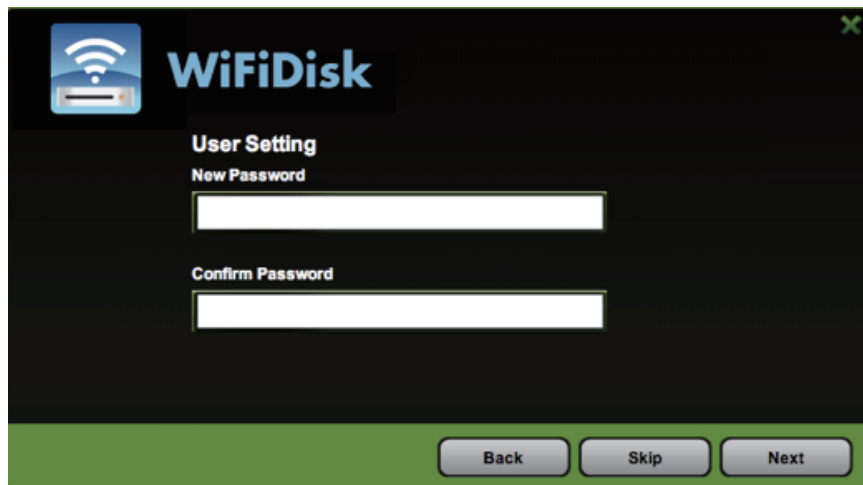 WiFiDisk
User Setting
New Password
Confirm Password
Back Skip Next